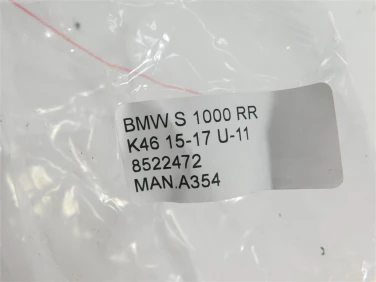 BMW S 1000 RR
K46 15-17 U-11
8522472
MAN.A354